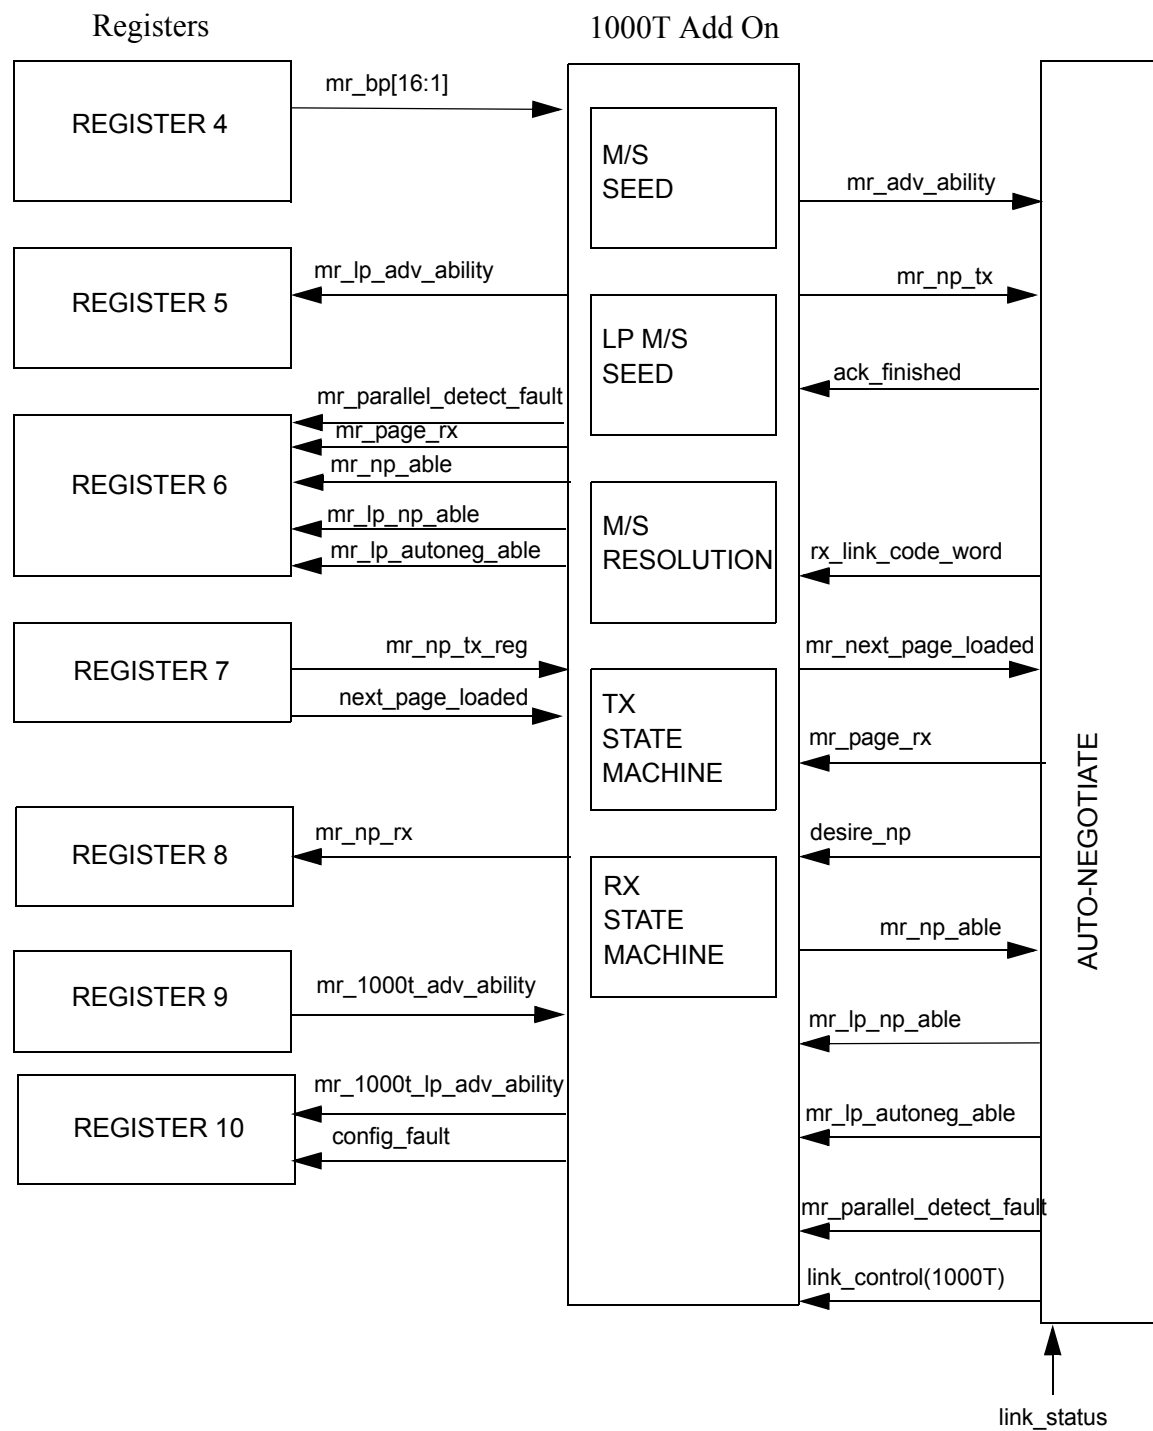 Registers
1000T Add On
REGISTER 4
mr_bp[16:1]
REGISTER 5
mr_lp_adv_ability
REGISTER 6
mr_parallel_detect_fault
mr_page_rx
mr_np_able
mr_lp_np_able
mr_lp_autoneg_able
REGISTER 7
mr_np_tx_reg
next_page_loaded
REGISTER 8
mr_np_rx
REGISTER 9
mr_1000t_adv_ability
REGISTER 10
mr_1000t_lp_adv_ability
config_fault
M/S
SEED
LP M/S
SEED
M/S
RESOLUTION
TX
STATE
MACHINE
RX
STATE
MACHINE
mr_adv_ability
mr_np_tx
ack_finished
rx_link_code_word
mr_next_page_loaded
mr_page_rx
desire_np
mr_np_able
mr_lp_np_able
mr_lp_autoneg_able
mr_parallel_detect_fault
link_control(1000T)
AUTO-NEGOTIATE
link_status